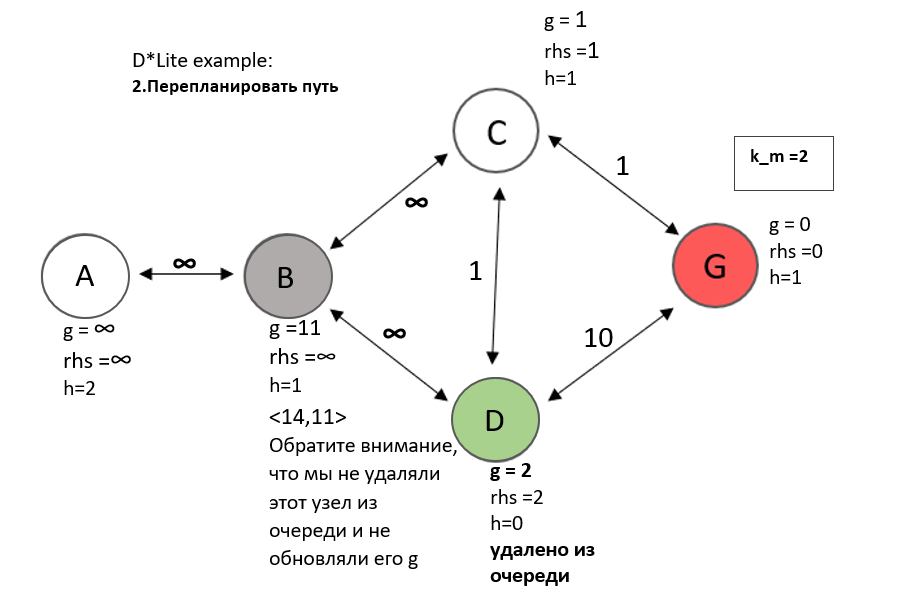 D*Lite example:
2.Перепланировать путь
g = 1
rhs =1
h=1
C
k_m =2
1
∞
g = 0
rhs =0
h=1
G
∞
A
B
1
g = ∞
rhs =∞
h=2
g =11
rhs =∞
h=1
<14,11>
Обратите внимание,
что мы не удаляли
этот узел из
очереди и не
обновляли его g
∞
10
D
g = 2
rhs =2
h=0
удалено из
очереди